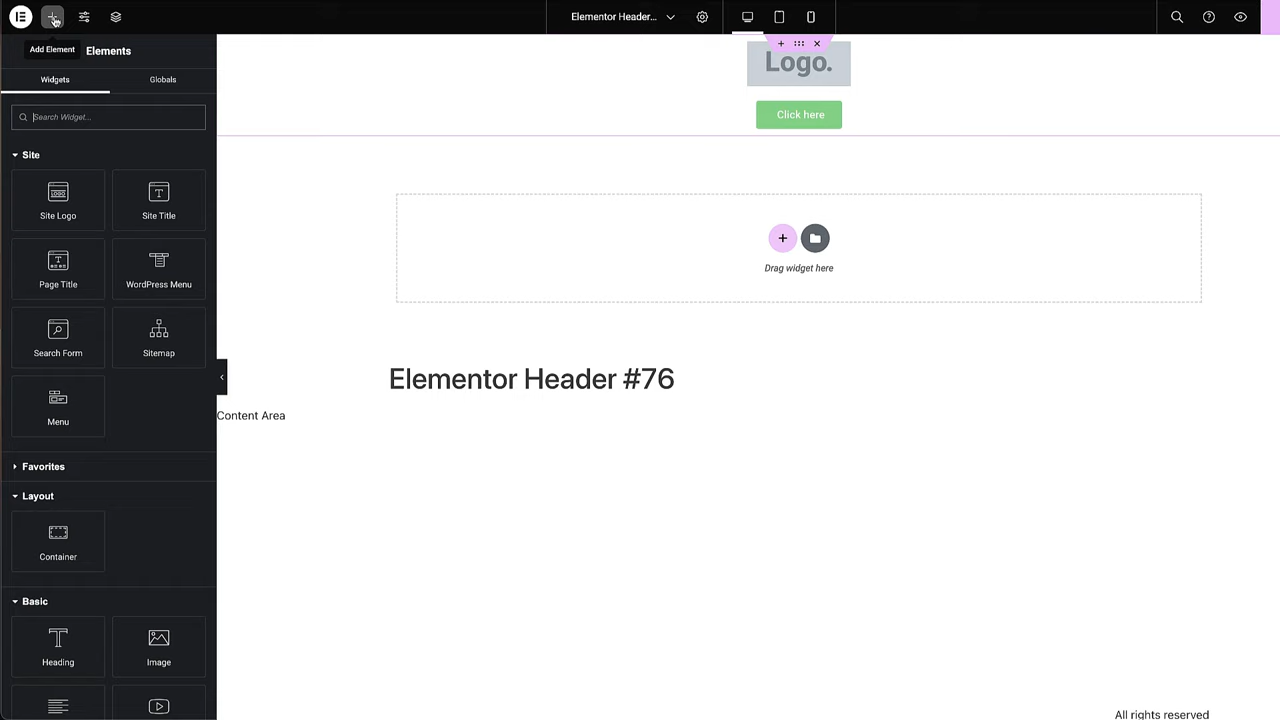 Elementor Header...
Add Element
Elements
Widgets
Globals
Search Widget...
Site
LOGO
Site Logo
Site Title
Page Title
WordPress Menu
Search Form
Sitemap
Menu
Favorites
Layout
Container
Basic
Heading
Image
Logo.
Click here
Drag widget here
Elementor Header #76
Content Area
All rights reserved